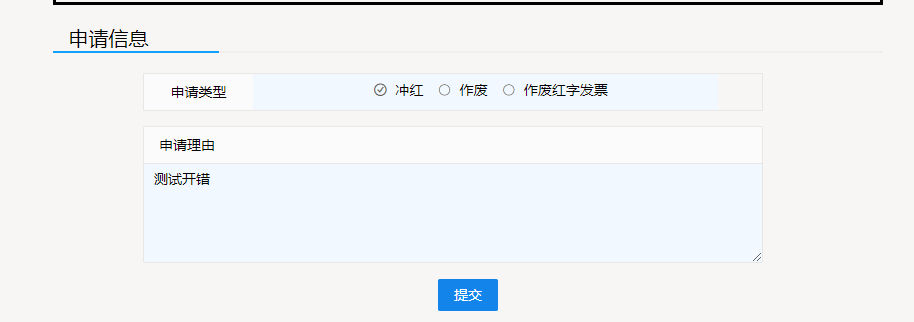 申请信息
申请类型 冲红 作废 作废红字发票
申请理由
测试开错
提交